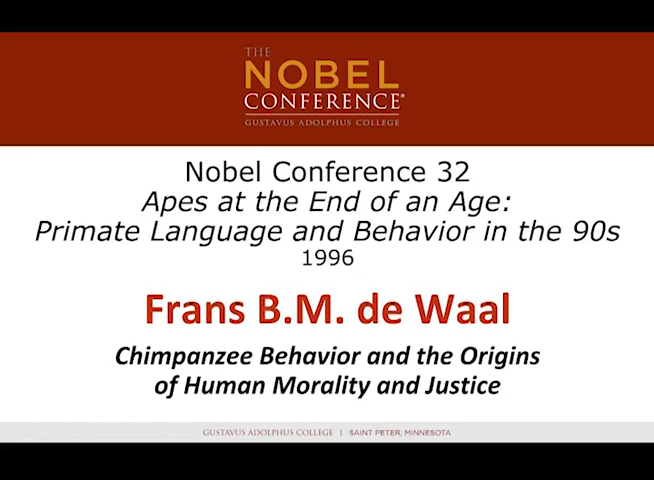 THE
NOBEL
CONFERENCE®
GUSTAVUS ADOLPHUS COLLEGE
Nobel Conference 32
Apes at the End of an Age:
Primate Language and Behavior in the 90s
1996
Frans B.M. de Waal
Chimpanzee Behavior and the Origins
of Human Morality and Justice
GUSTAVUS ADOLPHUS COLLEGE | SAINT PETER, MINNESOTA